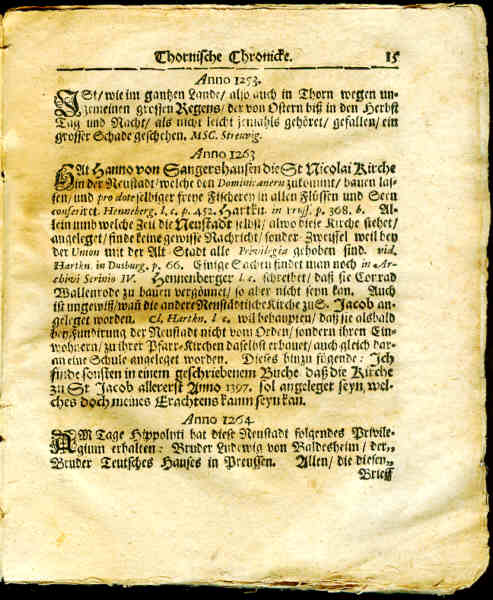 Thornische Chronicke. 15
Anno 1253.
ISt/ wie im gantzen Lande/ also auch in Thorn wegen un-
gemeinen grossen Regens/ der von Ostern biß in den Herbst
Tag und Nacht/ als nicht leicht jemahls gehöret/ gefallen/ ein
grosser Schade geschehen. MSC. Streuvig.
Anno 1263
HAt Hanno von Sangershausen die St Nicolai Kirche
in der Neustadt/ welche den Dominicanern zukommt/ bauen las-
sen/ und pro dote selbiger freye Fischerey in allen Flüssen und Seen
conferiret. Henneberg. l. c. p. 452. Hartkn. in Preuss. p. 368. b. Al-
lein umb welche Zeit die Neustadt selbst/ alwo diese Kirche stehet/
angeleget/ finde keine gewisse Nachricht/ sonder Zweiffel weil bey
der Union mit der Alt Stadt alle Privilegia gehoben sind. vid.
Hartkn. in Dusburg. p. 66. Einige Sachen findet man noch in Ar-
chivi Scrinio IV. Hennenberger l. c. schreibet/ daß sie Conrad
Wallenrode zu bauen vergönnet/ so aber nicht seyn kan. Auch
ist ungewiß/ wañ die andere Neustädtische Kirche zu S. Jacob an-
geleget worden. Cl. Hartkn. l. c. wil behaupten/ daß sie alsbald
bey fundirung der Neustadt nicht vom Orden/ sondern ihren Ein-
wohnern/ zu ihrer Pfarr-Kirchen daselbst erbauet/ auch gleich dar-
an eine Schule angeleget worden. Dieses hinzu fügende: Ich
finde sonsten in einem geschriebenem Buche daß die Kirche
zu St Jacob allererst Anno 1397. sol angeleget seyn/ wel-
ches doch meines Erachtens kaum seyn kan.
Anno 1264
AM Tage Hippoliti hat diese Neustadt folgendes Privile-
gium erhalten: Bruder Ludewig von Baldesheim/ der„
Bruder Teutsches Hauses in Preussen. Allen/ die diesen„
Brieff